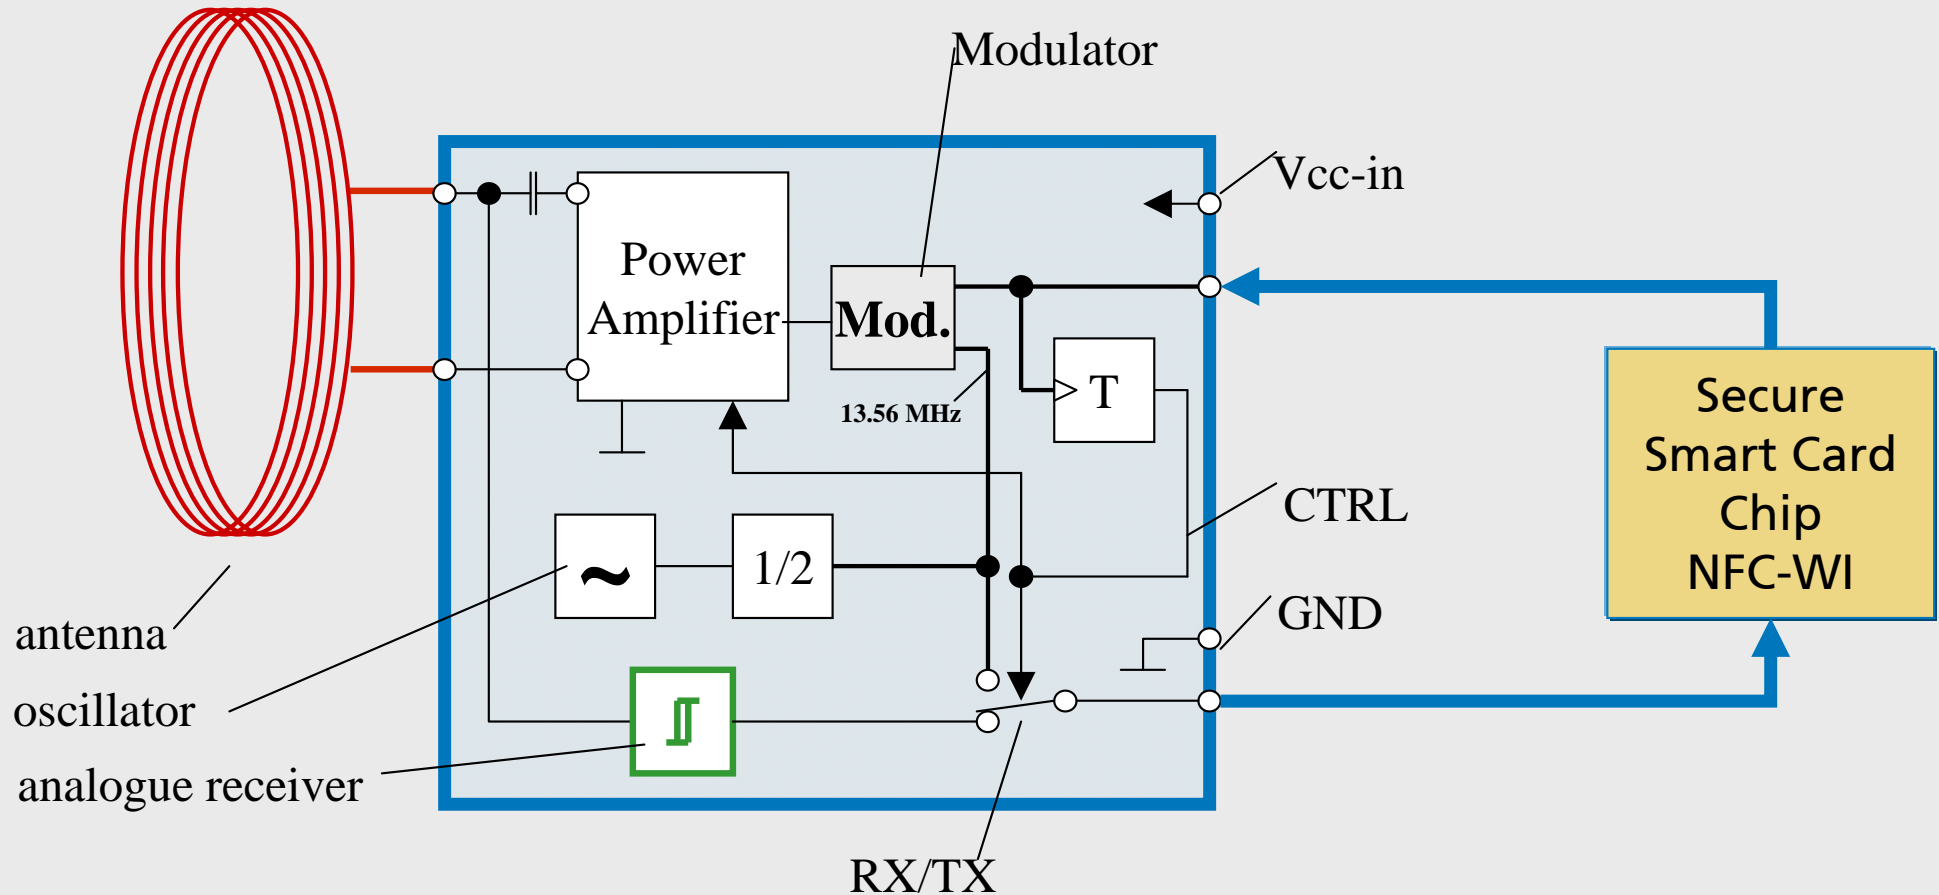 Modulator
Vcc-in
Power
Amplifier
Mod.
13.56 MHz
T
Secure
Smart Card
Chip
NFC-WI
CTRL
~
1/2
GND
antenna
oscillator
analogue receiver
RX/TX